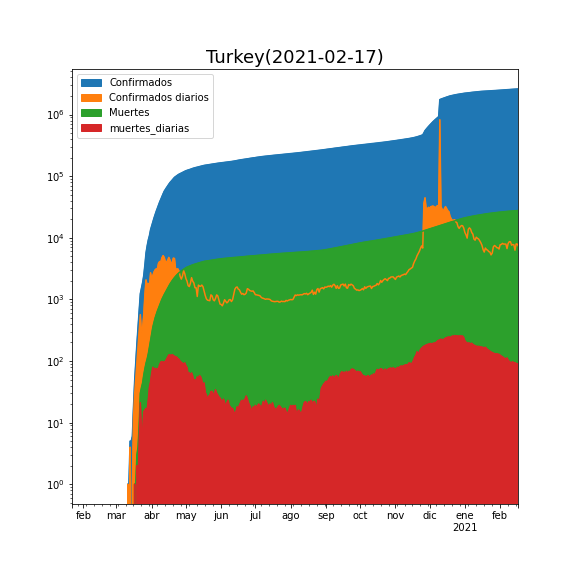 Turkey(2021-02-17)
Confirmados
Confirmados diarios
Muertes
muertes_diarias
10⁶
10⁵
10⁴
10³
10²
10¹
10⁰
feb mar abr may jun jul ago sep oct nov dic ene feb
2021